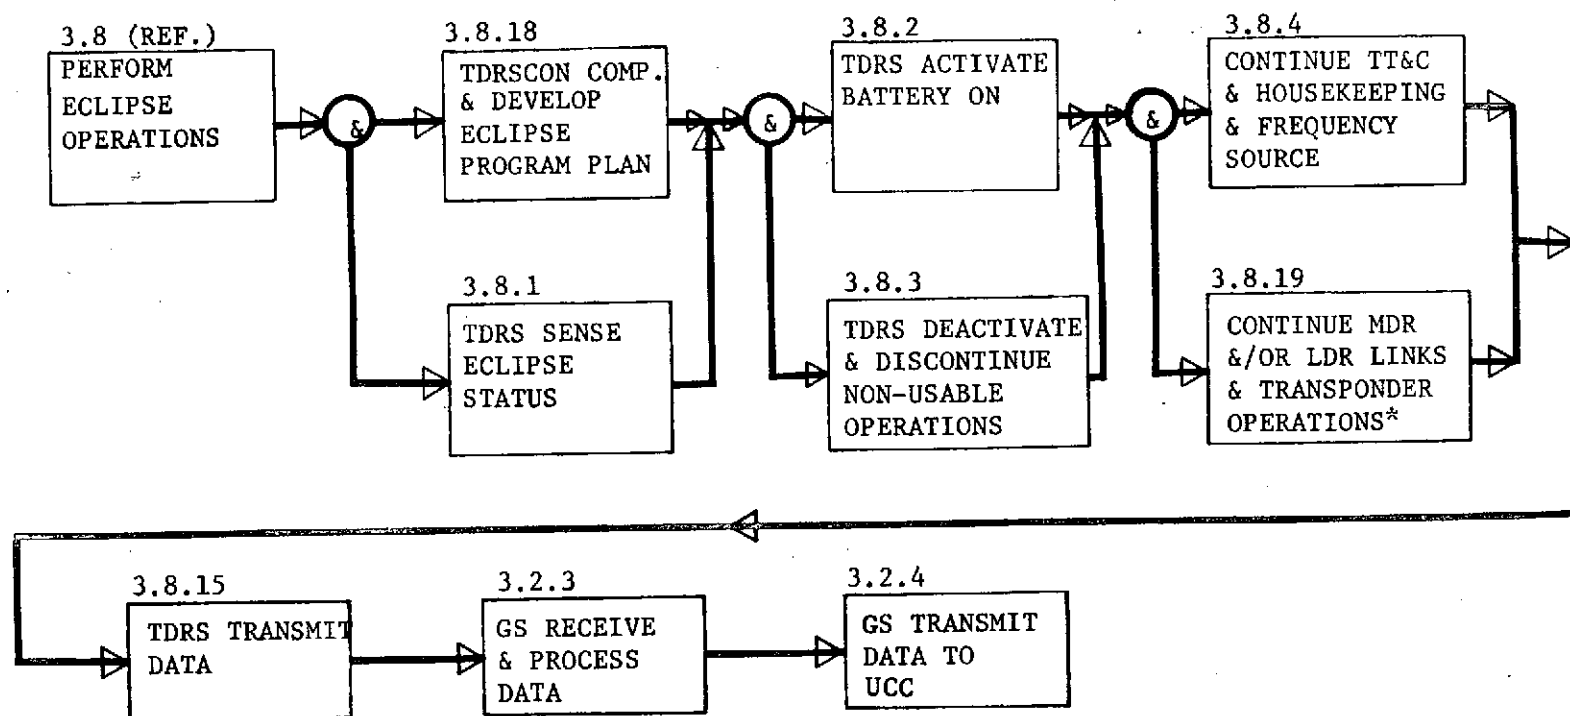 3.8 (REF.)
PERFORM
ECLIPSE
OPERATIONS
&
3.8.18
TDRSCON COMP.
& DEVELOP
ECLIPSE
PROGRAM PLAN
3.8.1
TDRS SENSE
ECLIPSE
STATUS
&
3.8.2
TDRS ACTIVATE
BATTERY ON
3.8.3
TDRS DEACTIVATE
& DISCONTINUE
NON-USABLE
OPERATIONS
&
3.8.4
CONTINUE TT&C
& HOUSEKEEPING
& FREQUENCY
SOURCE
3.8.19
CONTINUE MDR
&/OR LDR LINKS
& TRANSPONDER
OPERATIONS*
3.8.15
TDRS TRANSMIT
DATA
3.2.3
GS RECEIVE
& PROCESS
DATA
3.2.4
GS TRANSMIT
DATA TO
UCC